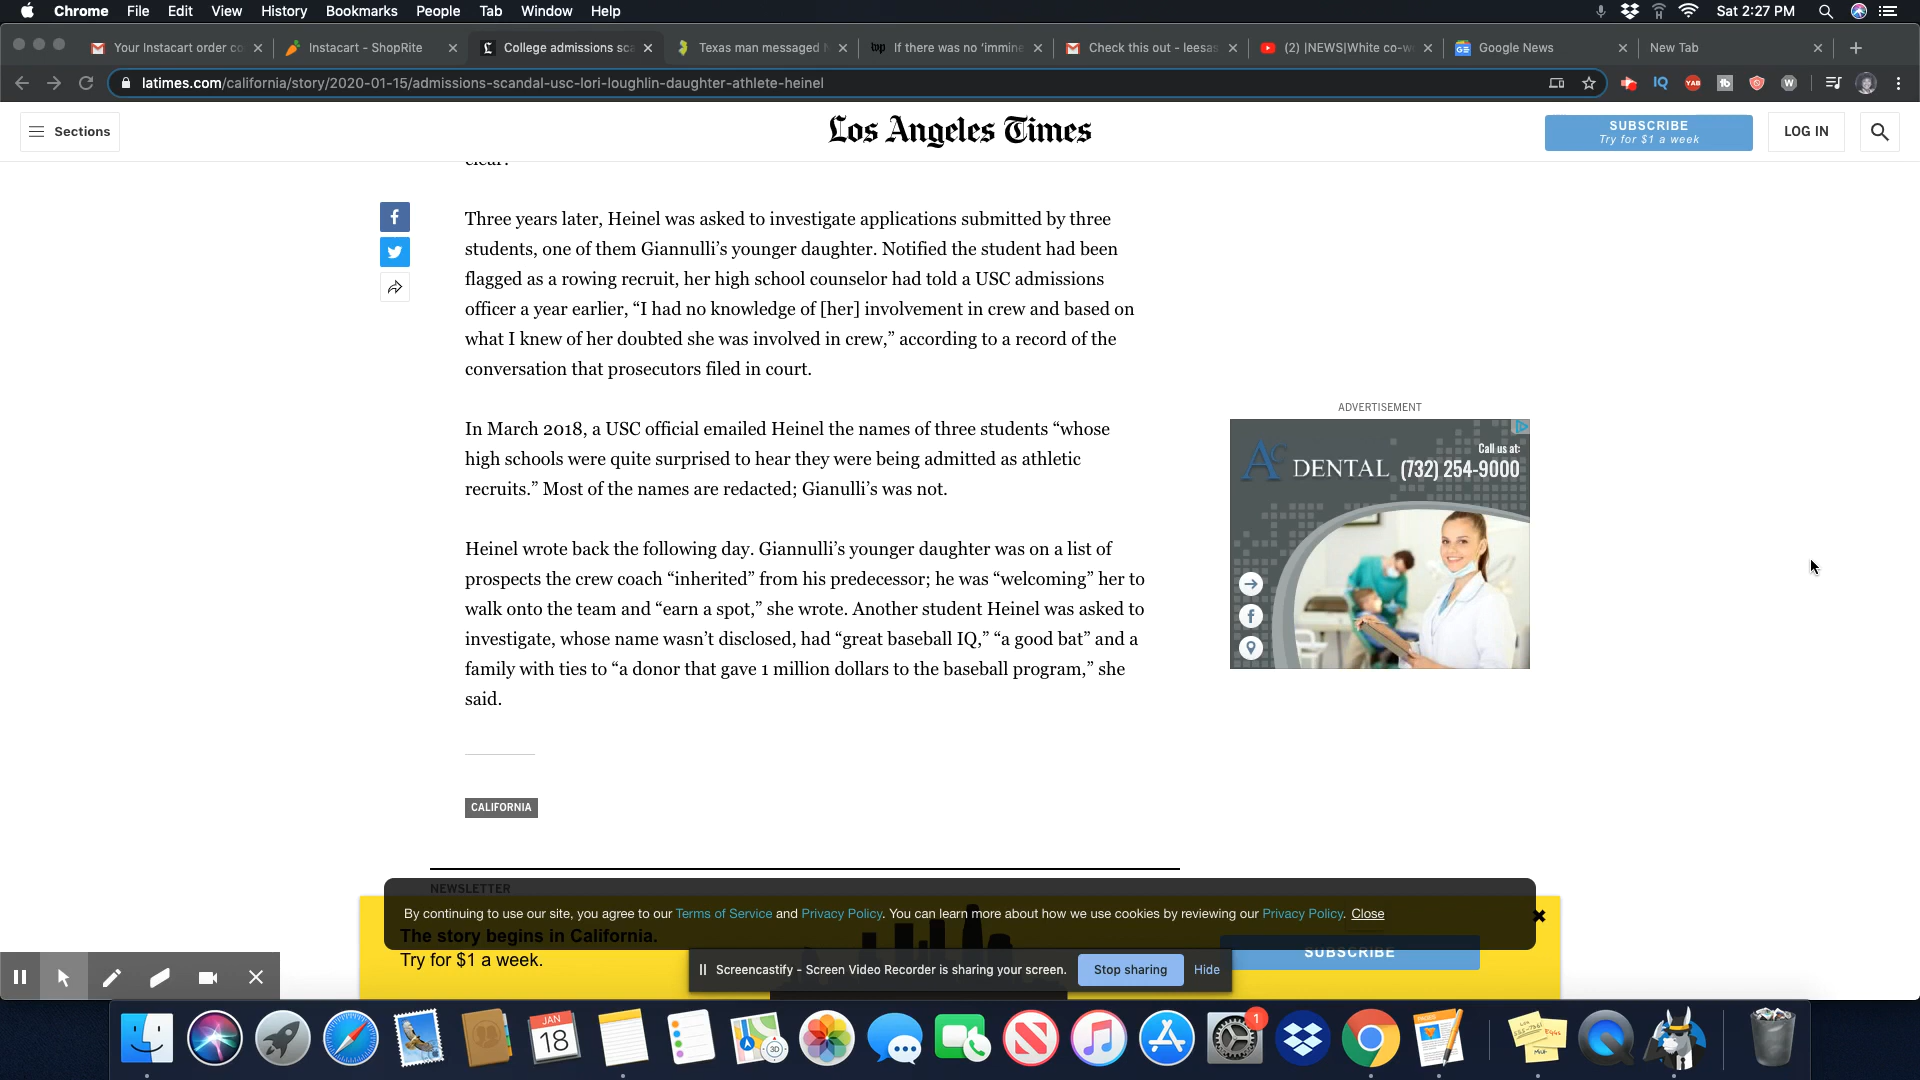 Chrome File Edit View History Bookmarks People Tab Window Help
Sat 2:27 PM
Your Instacart order co
Instacart - ShopRite
College admissions sca
Texas man messaged
If there was no 'immine
Check this out - leesas
(2) |NEWS|White co-w
Google News
New Tab
latimes.com/california/story/2020-01-15/admissions-scandal-usc-lori-loughlin-daughter-athlete-heinel
Sections
Los Angeles Times
SUBSCRIBE
Try for $1 a week
LOG IN
clear.
Three years later, Heinel was asked to investigate applications submitted by three
students, one of them Giannulli’s younger daughter. Notified the student had been
flagged as a rowing recruit, her high school counselor had told a USC admissions
officer a year earlier, “I had no knowledge of [her] involvement in crew and based on
what I knew of her doubted she was involved in crew,” according to a record of the
conversation that prosecutors filed in court.
In March 2018, a USC official emailed Heinel the names of three students “whose
high schools were quite surprised to hear they were being admitted as athletic
recruits.” Most of the names are redacted; Gianulli’s was not.
Heinel wrote back the following day. Giannulli’s younger daughter was on a list of
prospects the crew coach “inherited” from his predecessor; he was “welcoming” her to
walk onto the team and “earn a spot,” she wrote. Another student Heinel was asked to
investigate, whose name wasn’t disclosed, had “great baseball IQ,” “a good bat” and a
family with ties to “a donor that gave 1 million dollars to the baseball program,” she
said.
ADVERTISEMENT
Call us at:
AC DENTAL (732) 254-9000
CALIFORNIA
NEWSLETTER
By continuing to use our site, you agree to our Terms of Service and Privacy Policy. You can learn more about how we use cookies by reviewing our Privacy Policy. Close
The story begins in California.
Try for $1 a week.
SUBSCRIBE
Screencastify - Screen Video Recorder is sharing your screen. Stop sharing Hide
JAN
18
3D
1